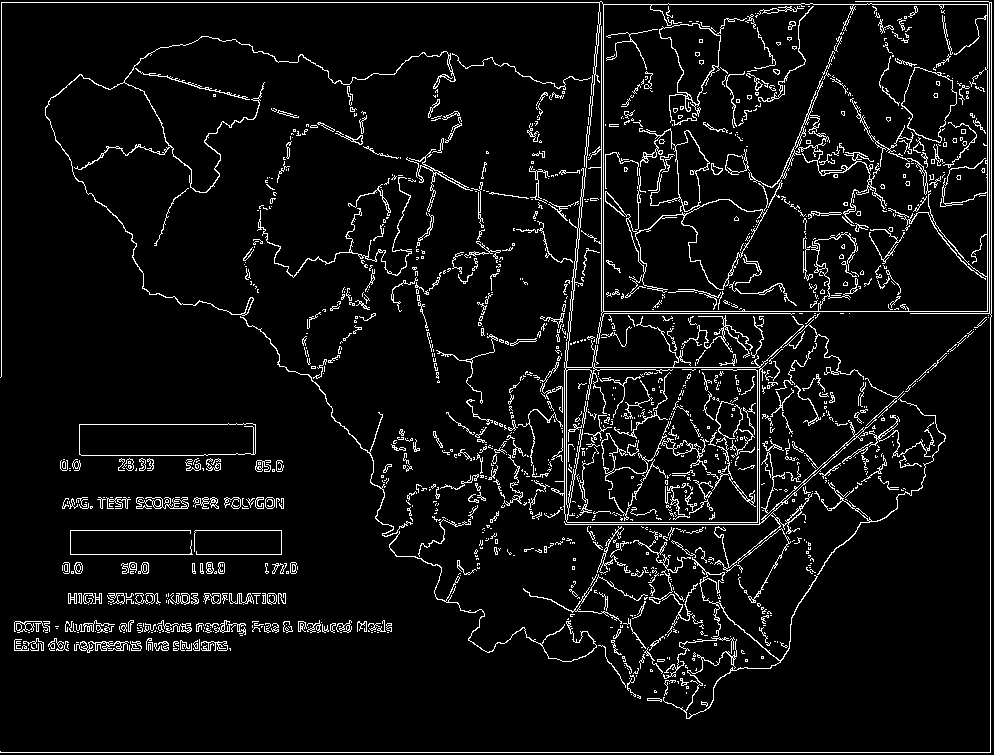 0.0 28.33 56.66 85.0
AVG. TEST SCORES PER POLYGON
0.0 59.0 118.0 177.0
HIGH SCHOOL KIDS POPULATION
DOTS - Number of students needing Free & Reduced Meals
Each dot represents five students.